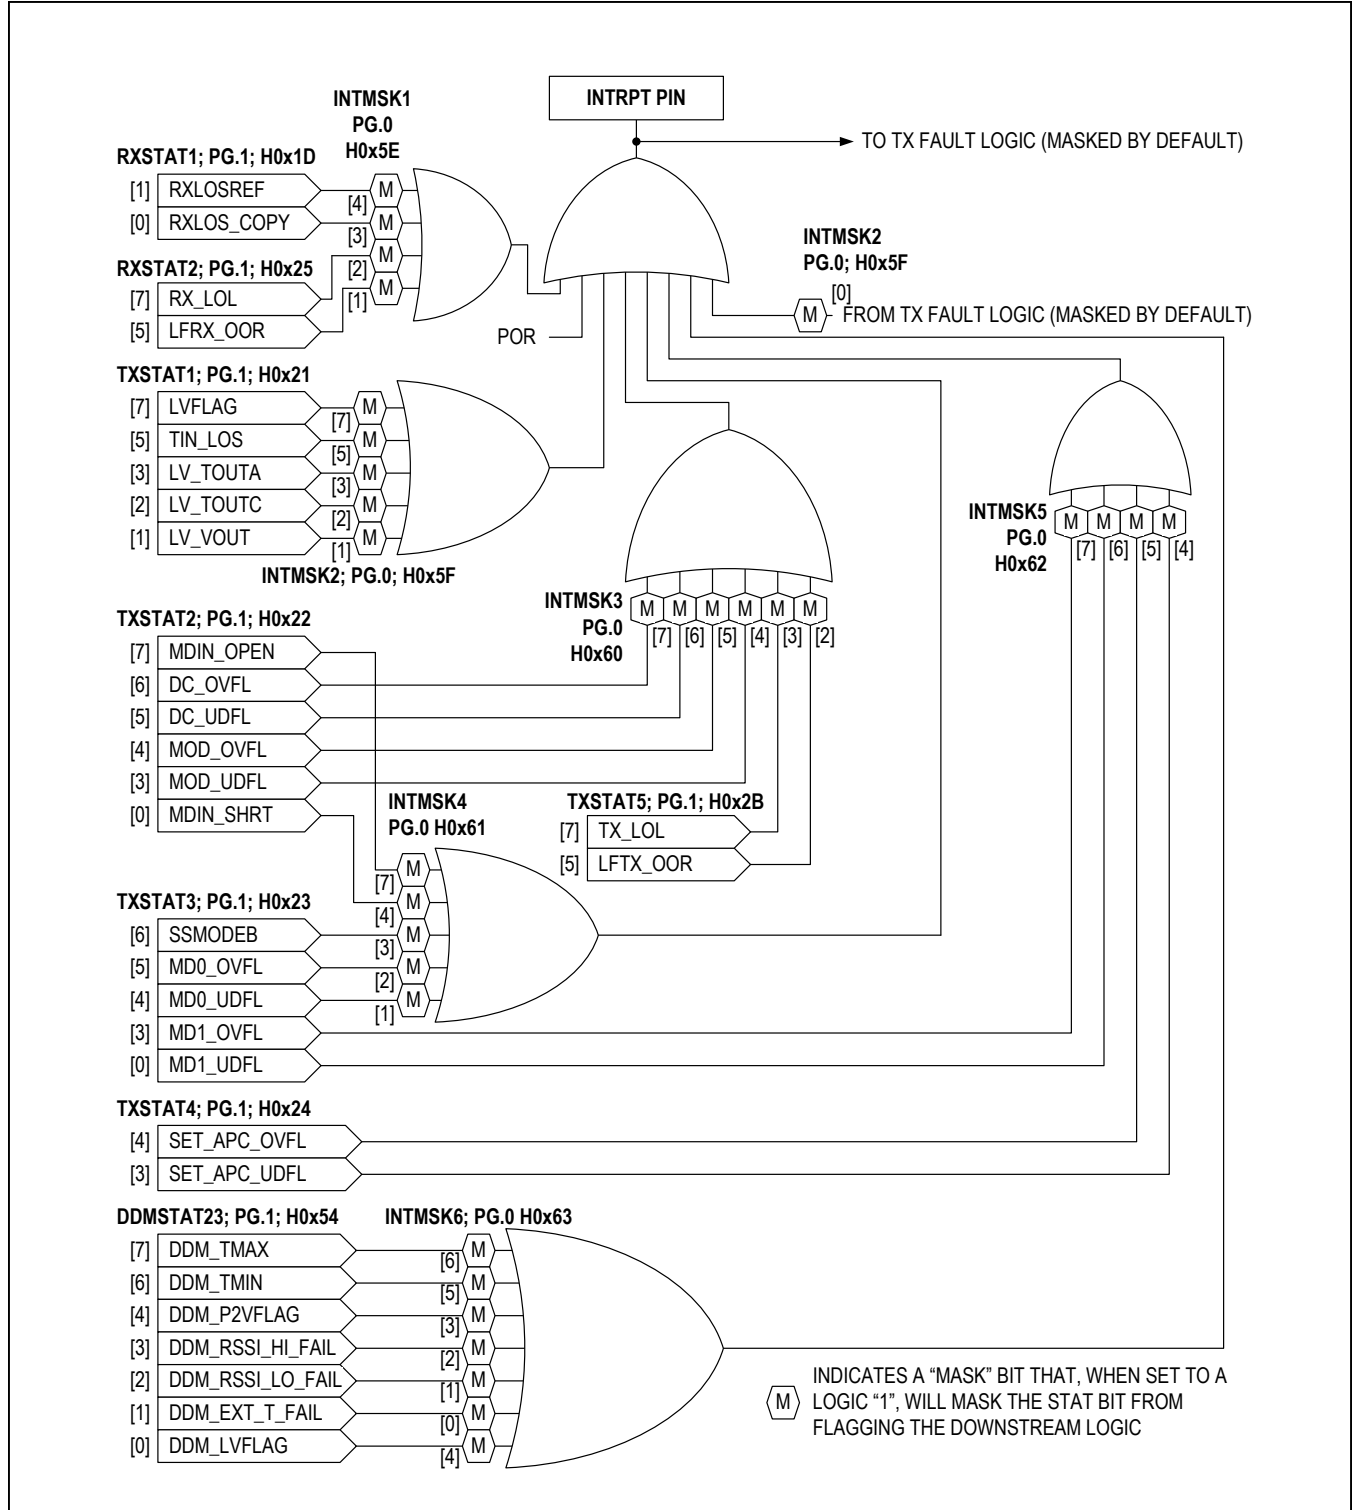 INTRPT PIN
TO TX FAULT LOGIC (MASKED BY DEFAULT)
INTMSK1
PG.0
H0x5E
RXSTAT1; PG.1; H0x1D
[1] RXLOSREF M
[4]
[0] RXLOS_COPY M
[3]
RXSTAT2; PG.1; H0x25
M
[2]
[7] RX_LOL M
[1]
[5] LFRX_OOR
POR
INTMSK2
PG.0; H0x5F
[0]
M FROM TX FAULT LOGIC (MASKED BY DEFAULT)
TXSTAT1; PG.1; H0x21
[7] LVFLAG M
[7]
[5] TIN_LOS M
[5]
[3] LV_TOUTA M
[3]
[2] LV_TOUTC M
[2]
[1] LV_VOUT M
[1]
INTMSK2; PG.0; H0x5F
INTMSK5
PG.0
H0x62
M M M M
[7] [6] [5] [4]
INTMSK3
PG.0
H0x60
M M M M M M
[7] [6] [5] [4] [3] [2]
TXSTAT2; PG.1; H0x22
[7] MDIN_OPEN
[6] DC_OVFL
[5] DC_UDFL
[4] MOD_OVFL
[3] MOD_UDFL
[0] MDIN_SHRT
INTMSK4
PG.0 H0x61
TXSTAT5; PG.1; H0x2B
[7] TX_LOL
[5] LFTX_OOR
M
[7]
M
[4]
TXSTAT3; PG.1; H0x23
[6] SSMODEB M
[3]
[5] MD0_OVFL M
[2]
[4] MD0_UDFL M
[1]
[3] MD1_OVFL
[0] MD1_UDFL
TXSTAT4; PG.1; H0x24
[4] SET_APC_OVFL
[3] SET_APC_UDFL
DDMSTAT23; PG.1; H0x54
INTMSK6; PG.0 H0x63
[7] DDM_TMAX M
[6]
[6] DDM_TMIN M
[5]
[4] DDM_P2VFLAG M
[3]
[3] DDM_RSSI_HI_FAIL M
[2]
[2] DDM_RSSI_LO_FAIL M
[1]
[1] DDM_EXT_T_FAIL M
[0]
[0] DDM_LVFLAG M
[4]
INDICATES A “MASK” BIT THAT, WHEN SET TO A
M LOGIC “1”, WILL MASK THE STAT BIT FROM
FLAGGING THE DOWNSTREAM LOGIC